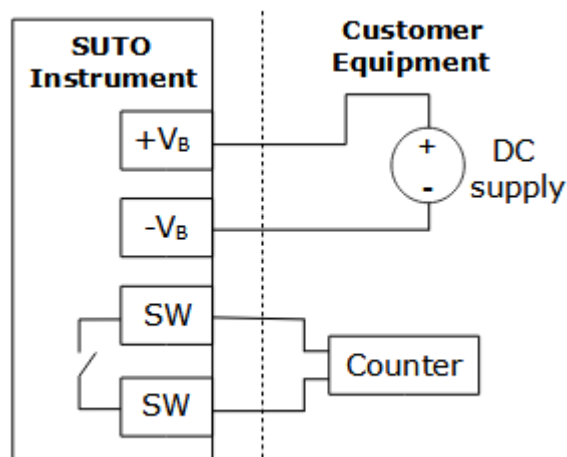 SUTO
Instrument
Customer
Equipment
+VB
+
-
DC
supply
-VB
SW
Counter
SW